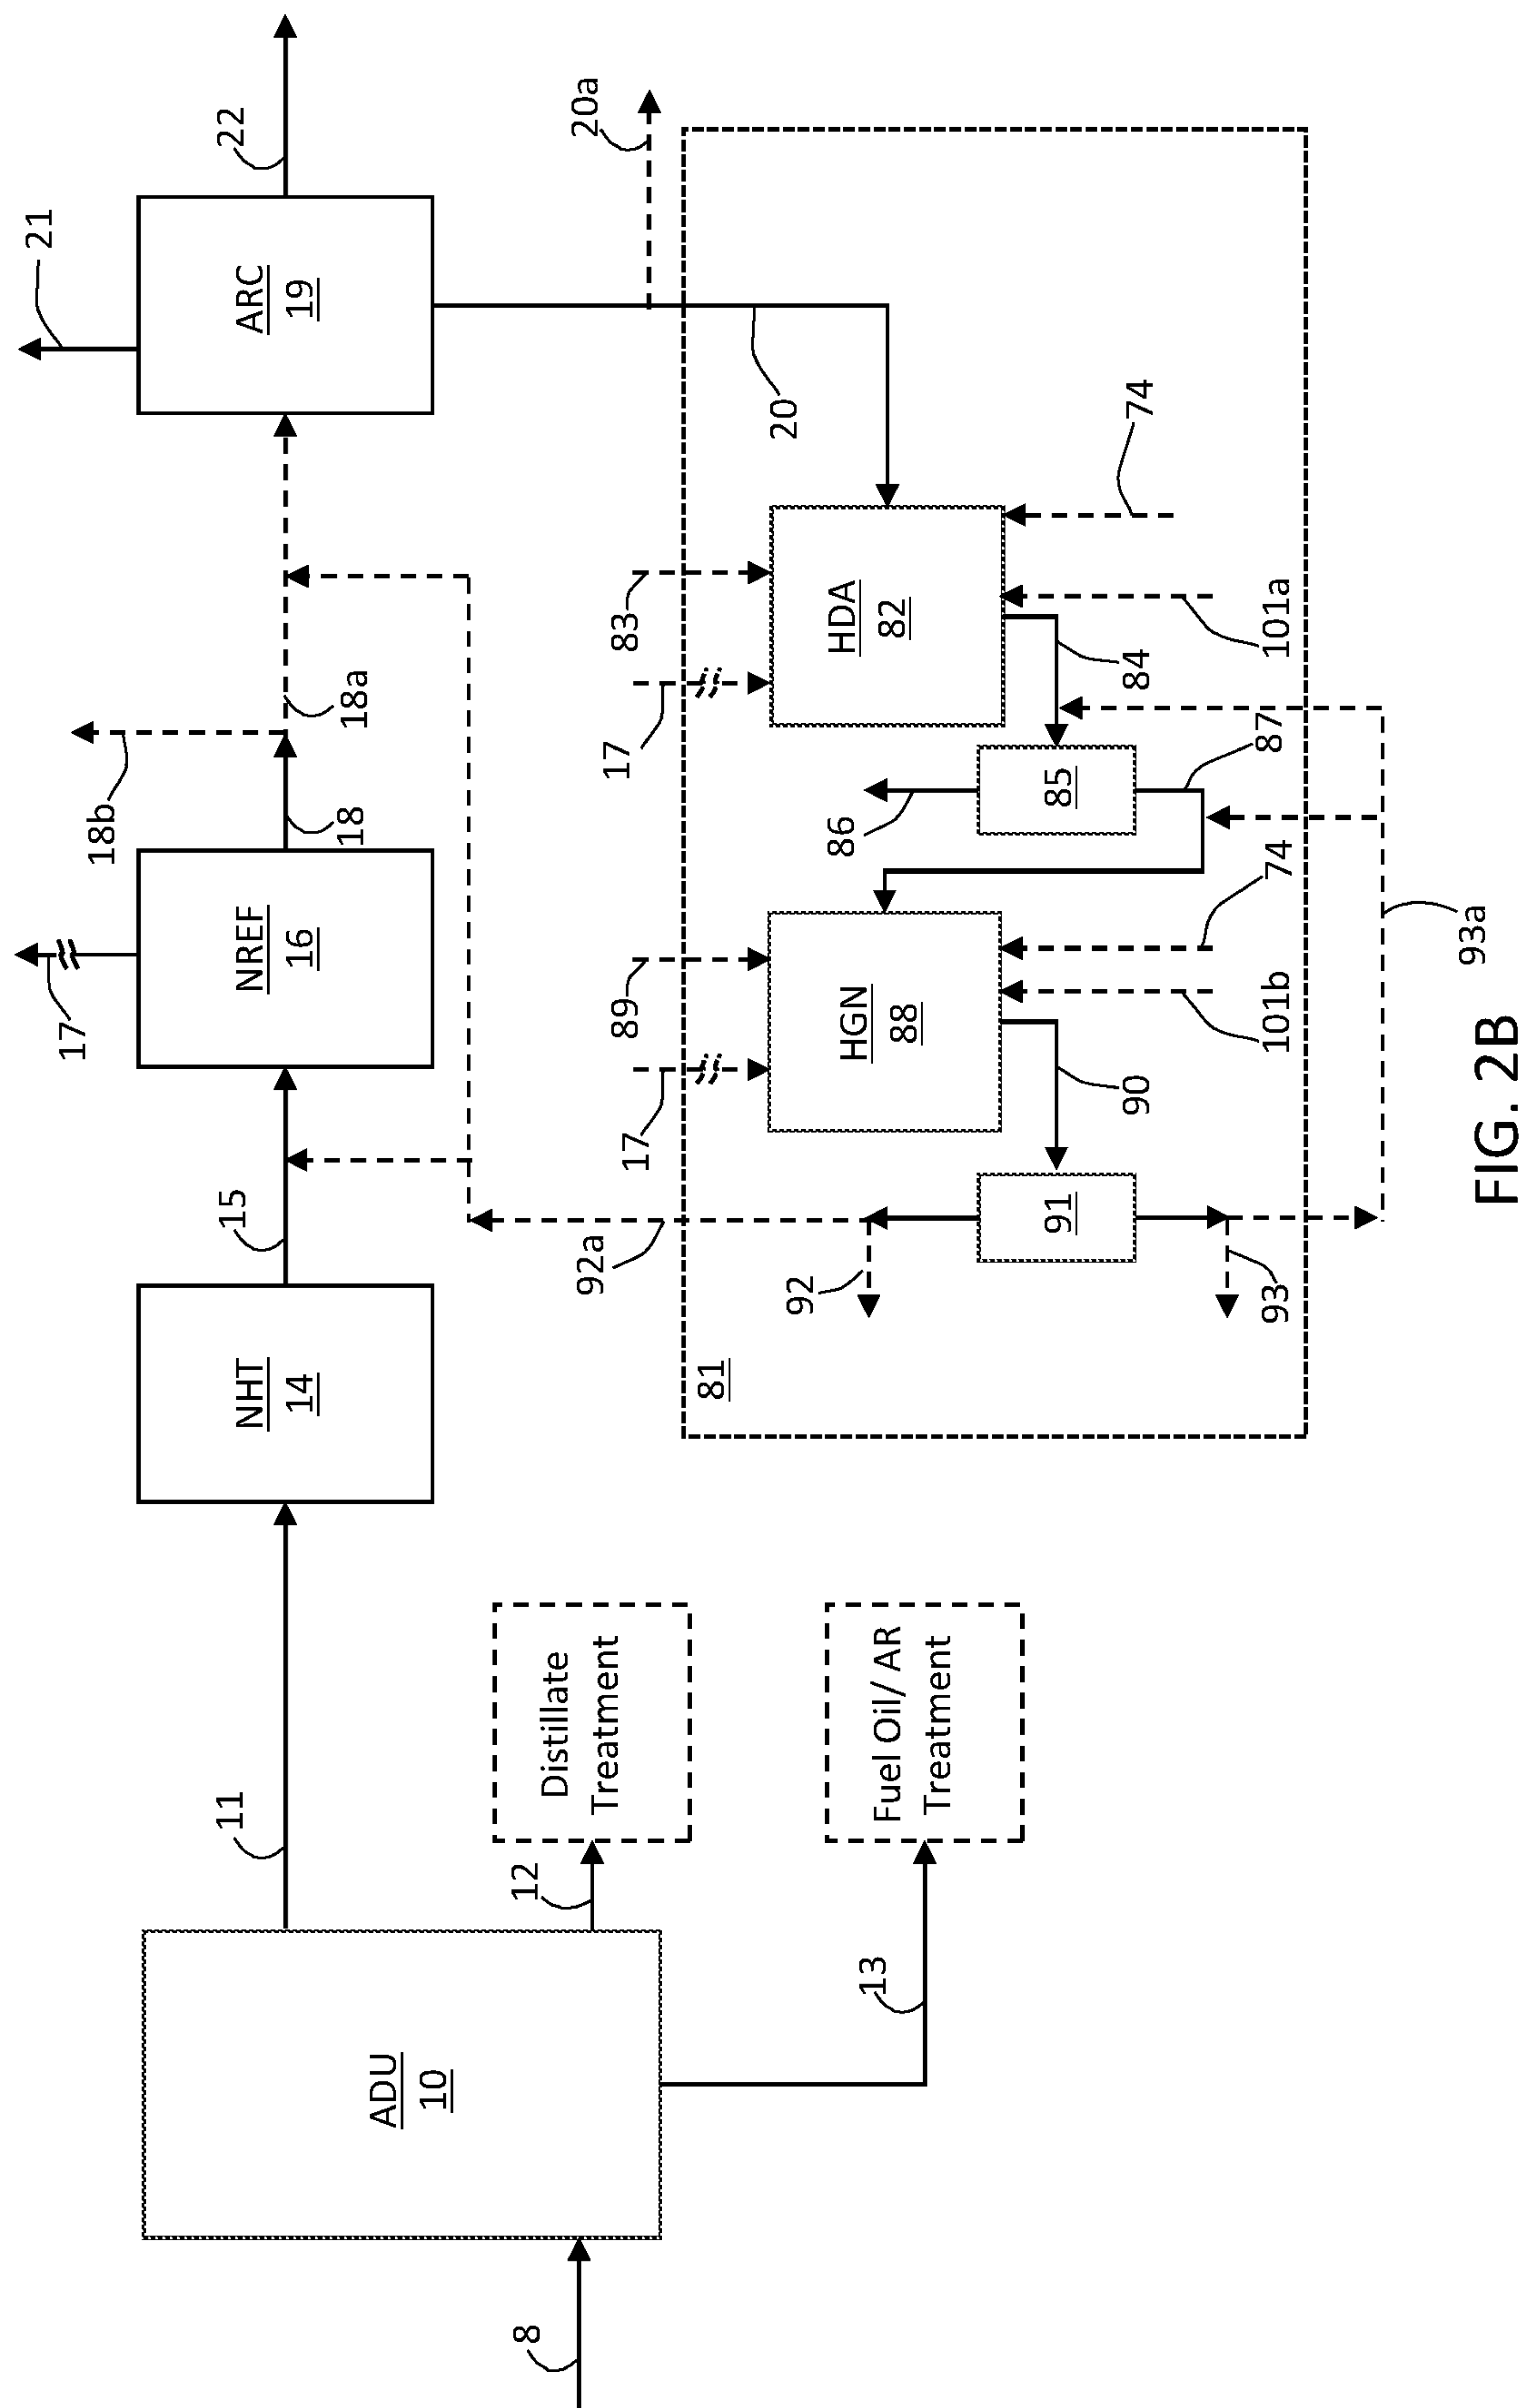 8
ADU
10
11
12
13
Distillate
Treatment
Fuel Oil/ AR
Treatment
NHT
14
15
NREF
16
17
18
18a
18b
ARC
19
21
22
20a
20
81
HDA
82
83
17
74
101a
84
85
86
87
HGN
88
89
17
74
101b
90
91
92
92a
93
93a
FIG. 2B